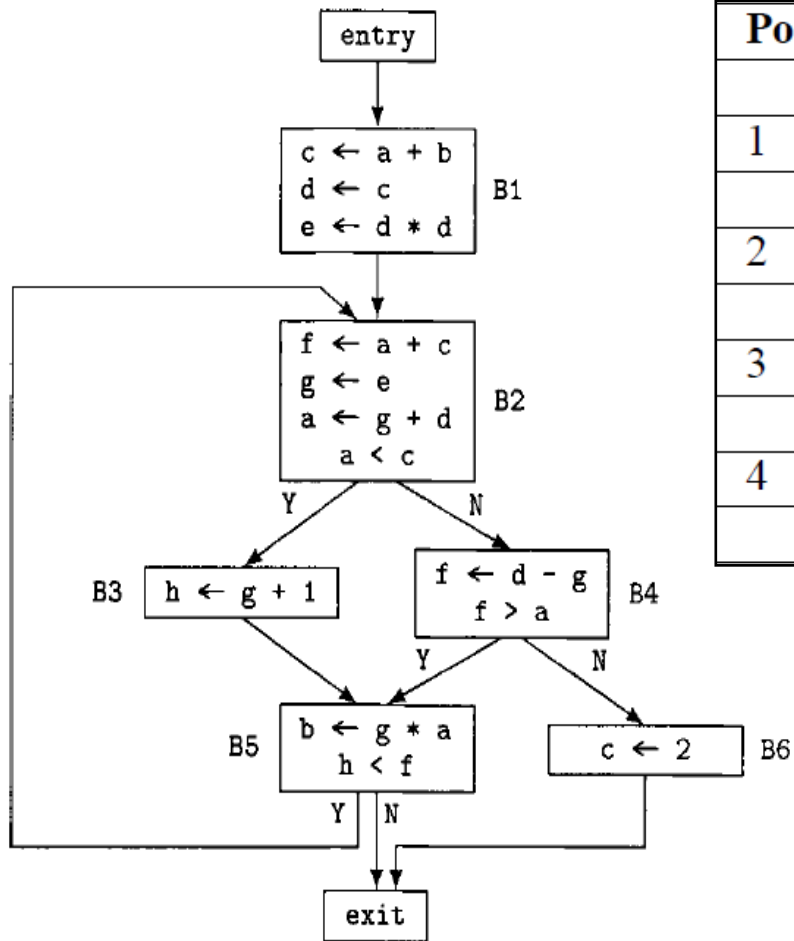 entry
c ← a + b
d ← c
e ← d * d
B1
f ← a + c
g ← e
a ← g + d
a < c
B2
Y
N
B3
h ← g + 1
f ← d - g
f > a
B4
Y
N
B5
b ← g * a
h < f
c ← 2
B6
Y
N
exit
Po
1
2
3
4